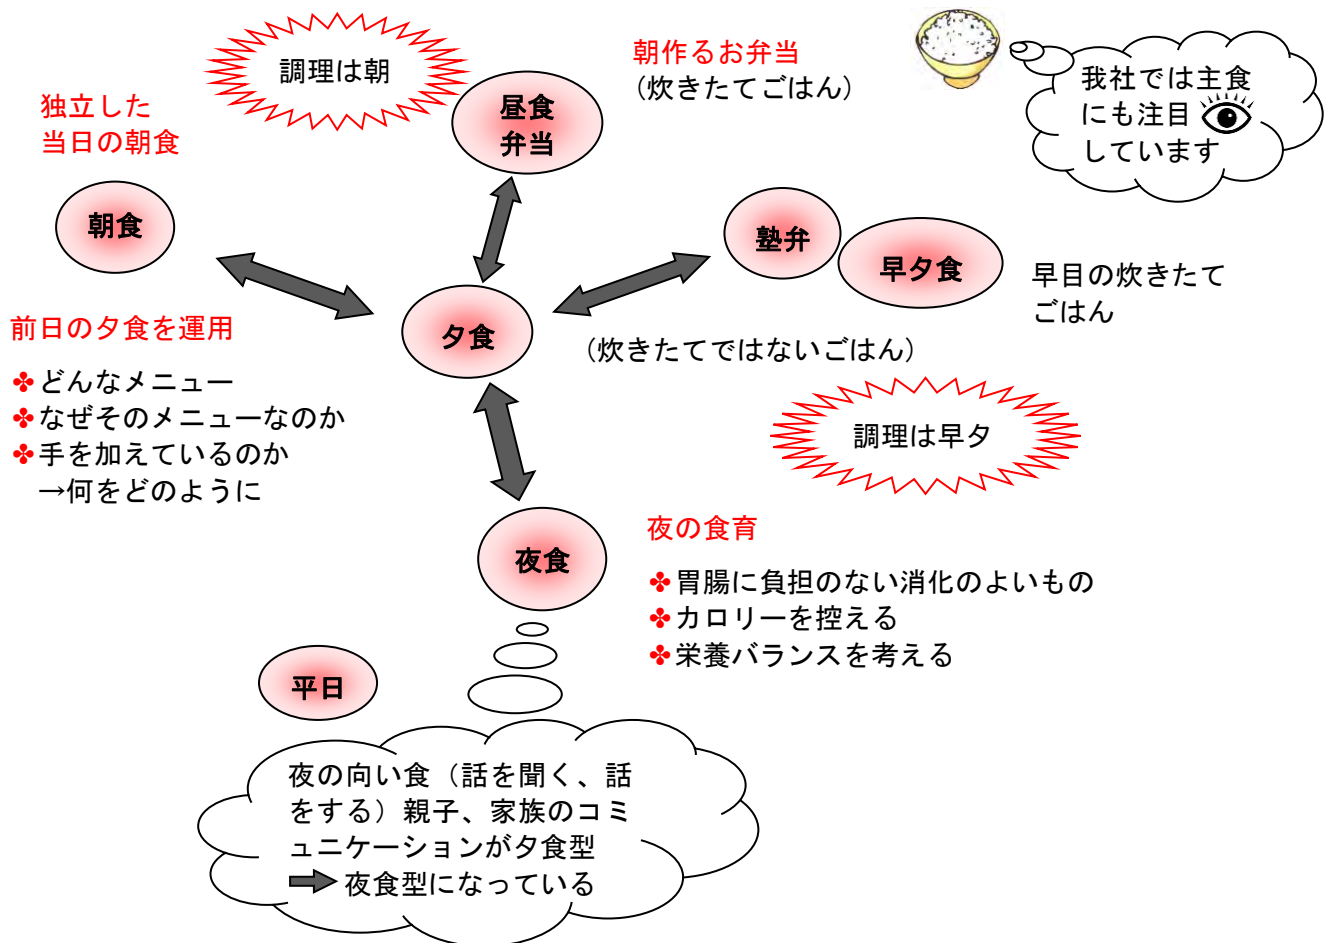 調理は朝
朝作るお弁当
（炊きたてごはん）
我社では主食
にも注目
しています
独立した
当日の朝食
昼食
弁当
朝食
塾弁
早夕食
早目の炊きたて
ごはん
前日の夕食を運用
夕食
（炊きたてではないごはん）
どんなメニュー
なぜそのメニューなのか
手を加えているのか
→何をどのように
調理は早夕
夜食
夜の食育
胃腸に負担のない消化のよいもの
カロリーを控える
栄養バランスを考える
平日
夜の向い食（話を聞く、話
をする）親子、家族のコミ
ュニケーションが夕食型
夜食型になっている